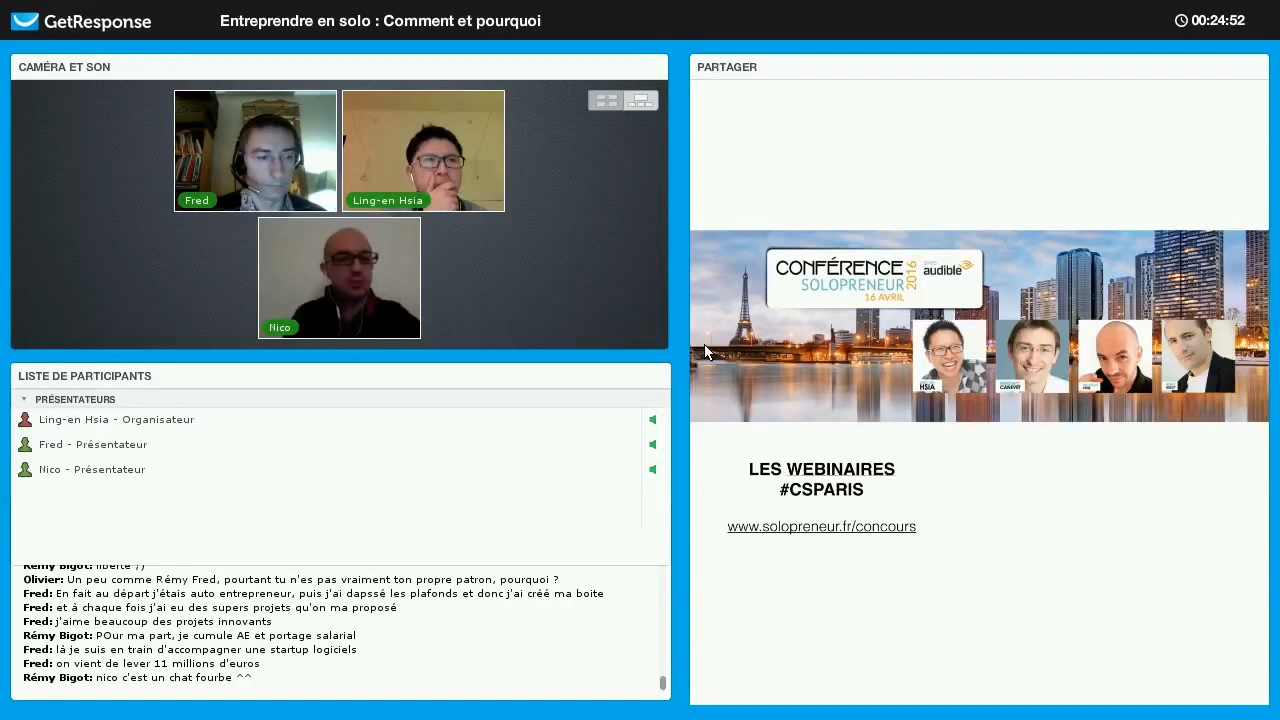 GetResponse
Entreprendre en solo : Comment et pourquoi
00:24:52
CAMÉRA ET SON
Fred
Ling-en Hsia
Nico
LISTE DE PARTICIPANTS
PRÉSENTATEURS
Ling-en Hsia - Organisateur
Fred - Présentateur
Nico - Présentateur
Rémy Bigot: liberté ;)
Olivier: Un peu comme Rémy Fred, pourtant tu n'es pas vraiment ton propre patron, pourquoi ?
Fred: En fait au départ j'étais auto entrepreneur, puis j'ai dapssé les plafonds et donc j'ai créé ma boite
Fred: et à chaque fois j'ai eu des supers projets qu'on ma proposé
Fred: j'aime beaucoup des projets innovants
Rémy Bigot: POur ma part, je cumule AE et portage salarial
Fred: là je suis en train d'accompagner une startup logiciels
Fred: on vient de lever 11 millions d'euros
Rémy Bigot: nico c'est un chat fourbe ^^
PARTAGER
CONFÉRENCE
SOLOPRENEUR
2016
16 AVRIL
avec
audible
HSIA
CANEVET
BIGOT
LES WEBINAIRES
#CSPARIS
www.solopreneur.fr/concours